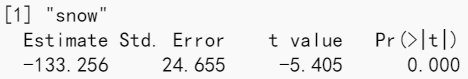 [1] "snow"
Estimate Std. Error t value Pr(>|t|)
-133.256 24.655 -5.405 0.000